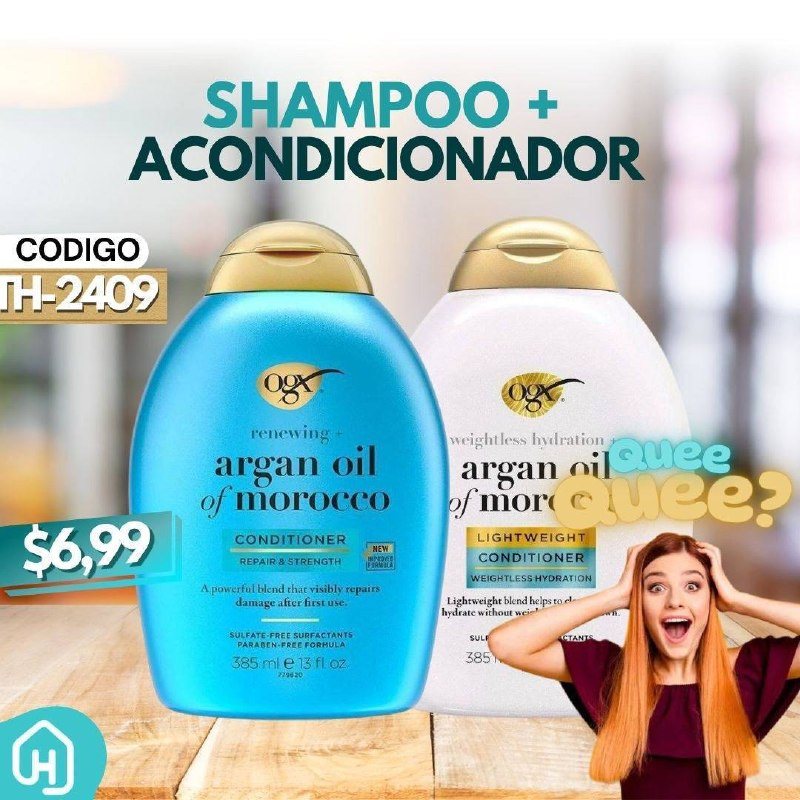 SHAMPOO +
ACONDICIONADOR
CODIGO
TH-2409
$6,99
ogx
renewing +
argan oil
of morocco
CONDITIONER
REPAIR & STRENGTH
NEW
IMPROVED
FORMULA
A powerful blend that visibly repairs
damage after first use.
SULFATE-FREE SURFACTANTS
PARABEN-FREE FORMULA
385 ml e 13 fl. oz.
ogx
weightless hydration +
argan oil
of moro
LIGHTWEIGHT
CONDITIONER
WEIGHTLESS HYDRATION
Lightweight blend helps to
hydrate without
385
Quee
Quee?
H